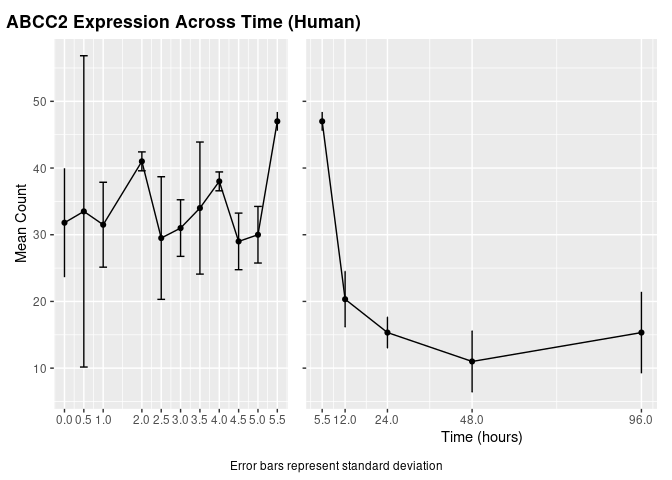 ABCC2 Expression Across Time (Human)
Mean Count
50
40
30
20
10
0.0 0.5 1.0 2.0 2.5 3.0 3.5 4.0 4.5 5.0 5.5 5.5 12.0 24.0 48.0 96.0
Time (hours)
Error bars represent standard deviation